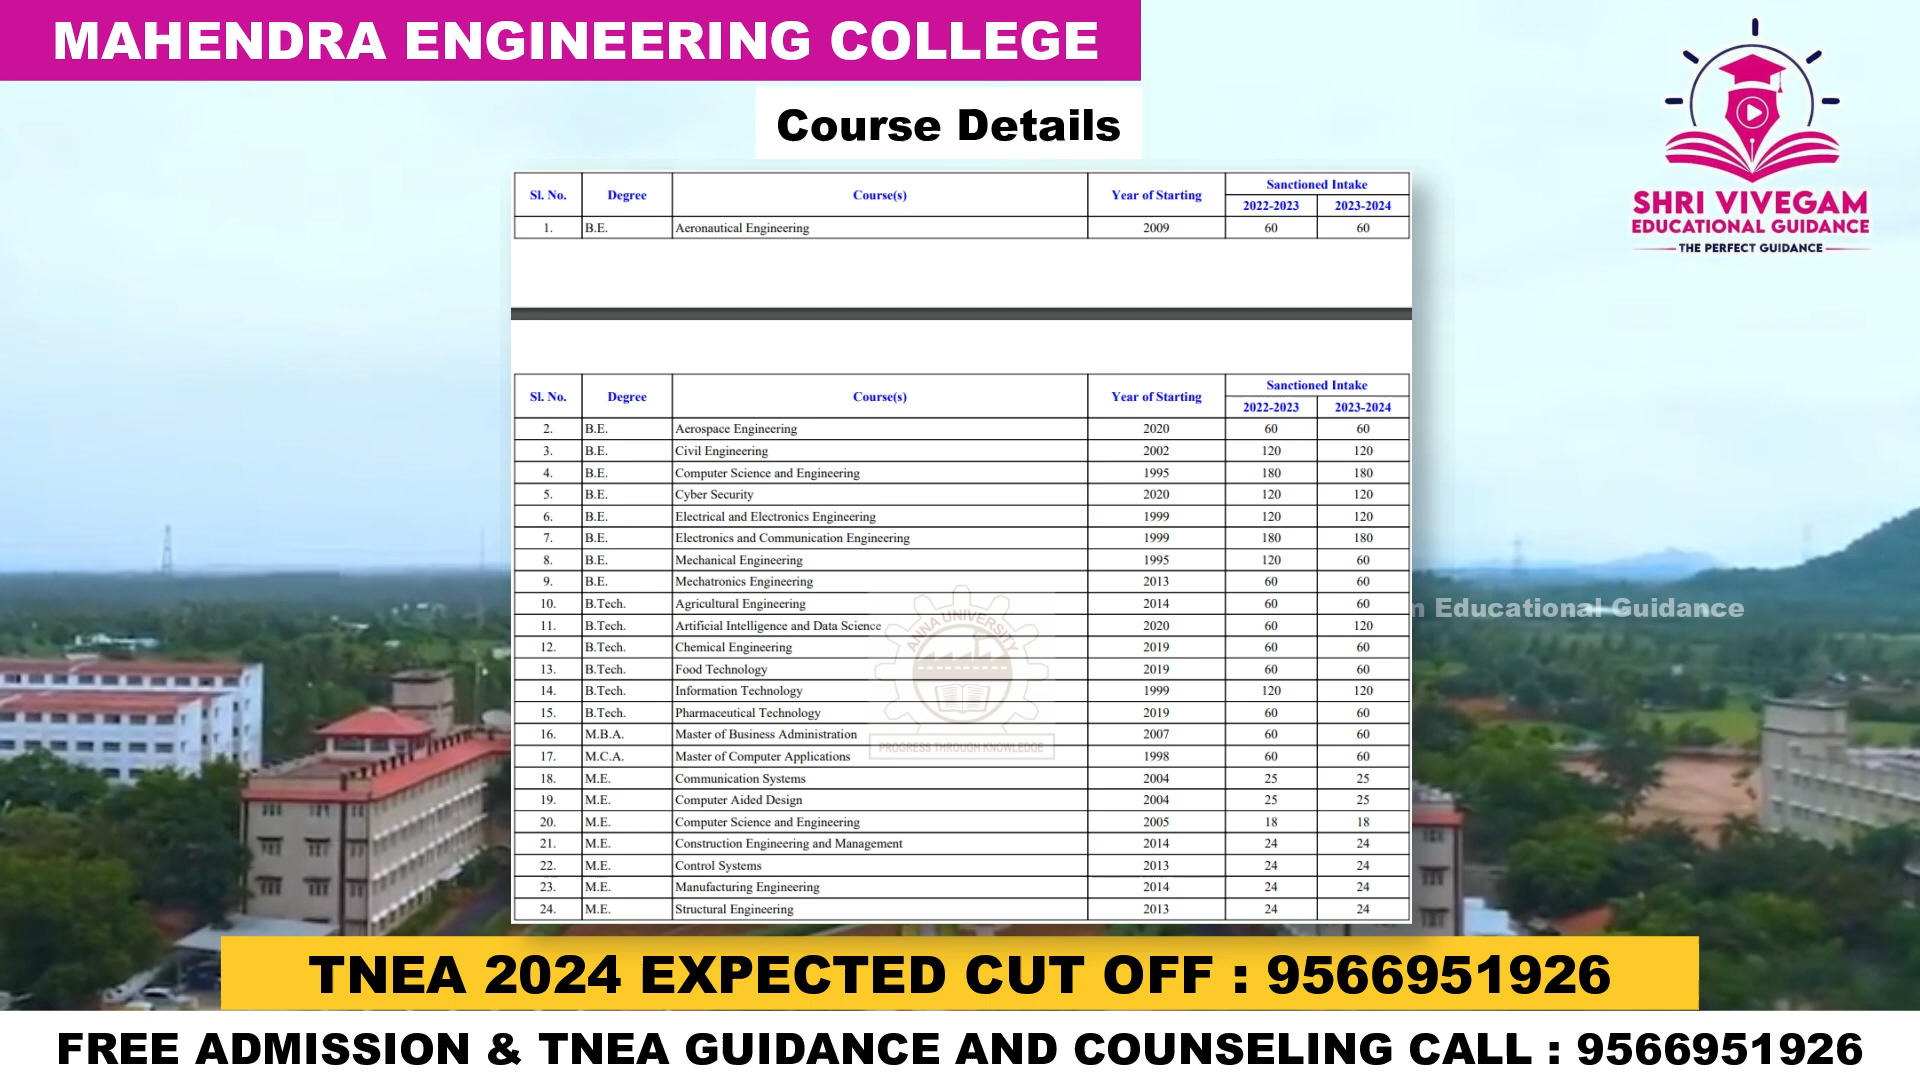 MAHENDRA ENGINEERING COLLEGE
Course Details
SHRI VIVEGAM
EDUCATIONAL GUIDANCE
THE PERFECT GUIDANCE
Sl. No. Degree Course(s) Year of Starting Sanctioned Intake
2022-2023 2023-2024
1. B.E. Aeronautical Engineering 2009 60 60
Sl. No. Degree Course(s) Year of Starting Sanctioned Intake
2022-2023 2023-2024
2. B.E. Aerospace Engineering 2020 60 60
3. B.E. Civil Engineering 2002 120 120
4. B.E. Computer Science and Engineering 1995 180 180
5. B.E. Cyber Security 2020 120 120
6. B.E. Electrical and Electronics Engineering 1999 120 120
7. B.E. Electronics and Communication Engineering 1999 180 180
8. B.E. Mechanical Engineering 1995 120 60
9. B.E. Mechatronics Engineering 2013 60 60
10. B.Tech. Agricultural Engineering 2014 60 60
11. B.Tech. Artificial Intelligence and Data Science 2020 60 120
12. B.Tech. Chemical Engineering 2019 60 60
13. B.Tech. Food Technology 2019 60 60
14. B.Tech. Information Technology 1999 120 120
15. B.Tech. Pharmaceutical Technology 2019 60 60
16. M.B.A. Master of Business Administration 2007 60 60
17. M.C.A. Master of Computer Applications 1998 60 60
18. M.E. Communication Systems 2004 25 25
19. M.E. Computer Aided Design 2004 25 25
20. M.E. Computer Science and Engineering 2005 18 18
21. M.E. Construction Engineering and Management 2014 24 24
22. M.E. Control Systems 2013 24 24
23. M.E. Manufacturing Engineering 2014 24 24
24. M.E. Structural Engineering 2013 24 24
ANNA UNIVERSITY
PROGRESS THROUGH KNOWLEDGE
Educational Guidance
TNEA 2024 EXPECTED CUT OFF : 9566951926
FREE ADMISSION & TNEA GUIDANCE AND COUNSELING CALL : 9566951926